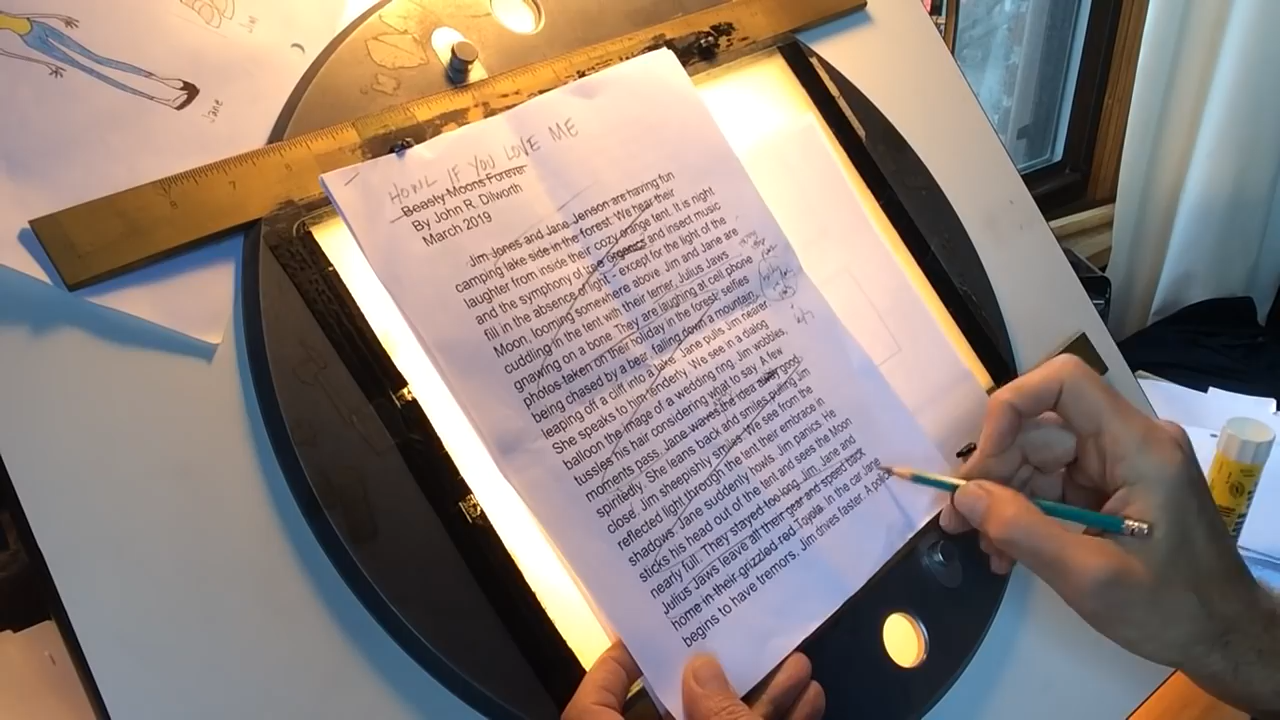 Jim
Jane
8
7
HOWL IF YOU LOVE ME
Beastly Moons Forever
By John R. Dilworth
March 2019
Jim Jones and Jane Jenson are having fun
camping lake side in the forest. We hear their
laughter from inside their cozy orange tent. It is night
and the symphony of tree organics and insect music
fill in the absence of light - except for the light of the
Moon, looming somewhere above. Jim and Jane are
cuddling in the tent with their terrier, Julius Jaws
gnawing on a bone. They are laughing at cell phone
photos taken on their holiday in the forest; selfies
being chased by a bear, falling down a mountain,
leaping off a cliff into a lake. Jane pulls Jim nearer.
She speaks to him tenderly. We see in a dialog
balloon the image of a wedding ring. Jim wobbles,
tussles his hair considering what to say. A few
moments pass. Jane waves the idea away good
spiritedly. She leans back and smiles pulling Jim
close. Jim sheepishly smiles. We see from the
reflected light through the tent their embrace in
shadows. Jane suddenly howls. Jim panics. He
sticks his head out of the tent and sees the Moon
nearly full. They stayed too long. Jim, Jane and
Julius Jaws leave all their gear and speed back
home in their grizzled red Toyota. In the car Jane
begins to have tremors. Jim drives faster. A police